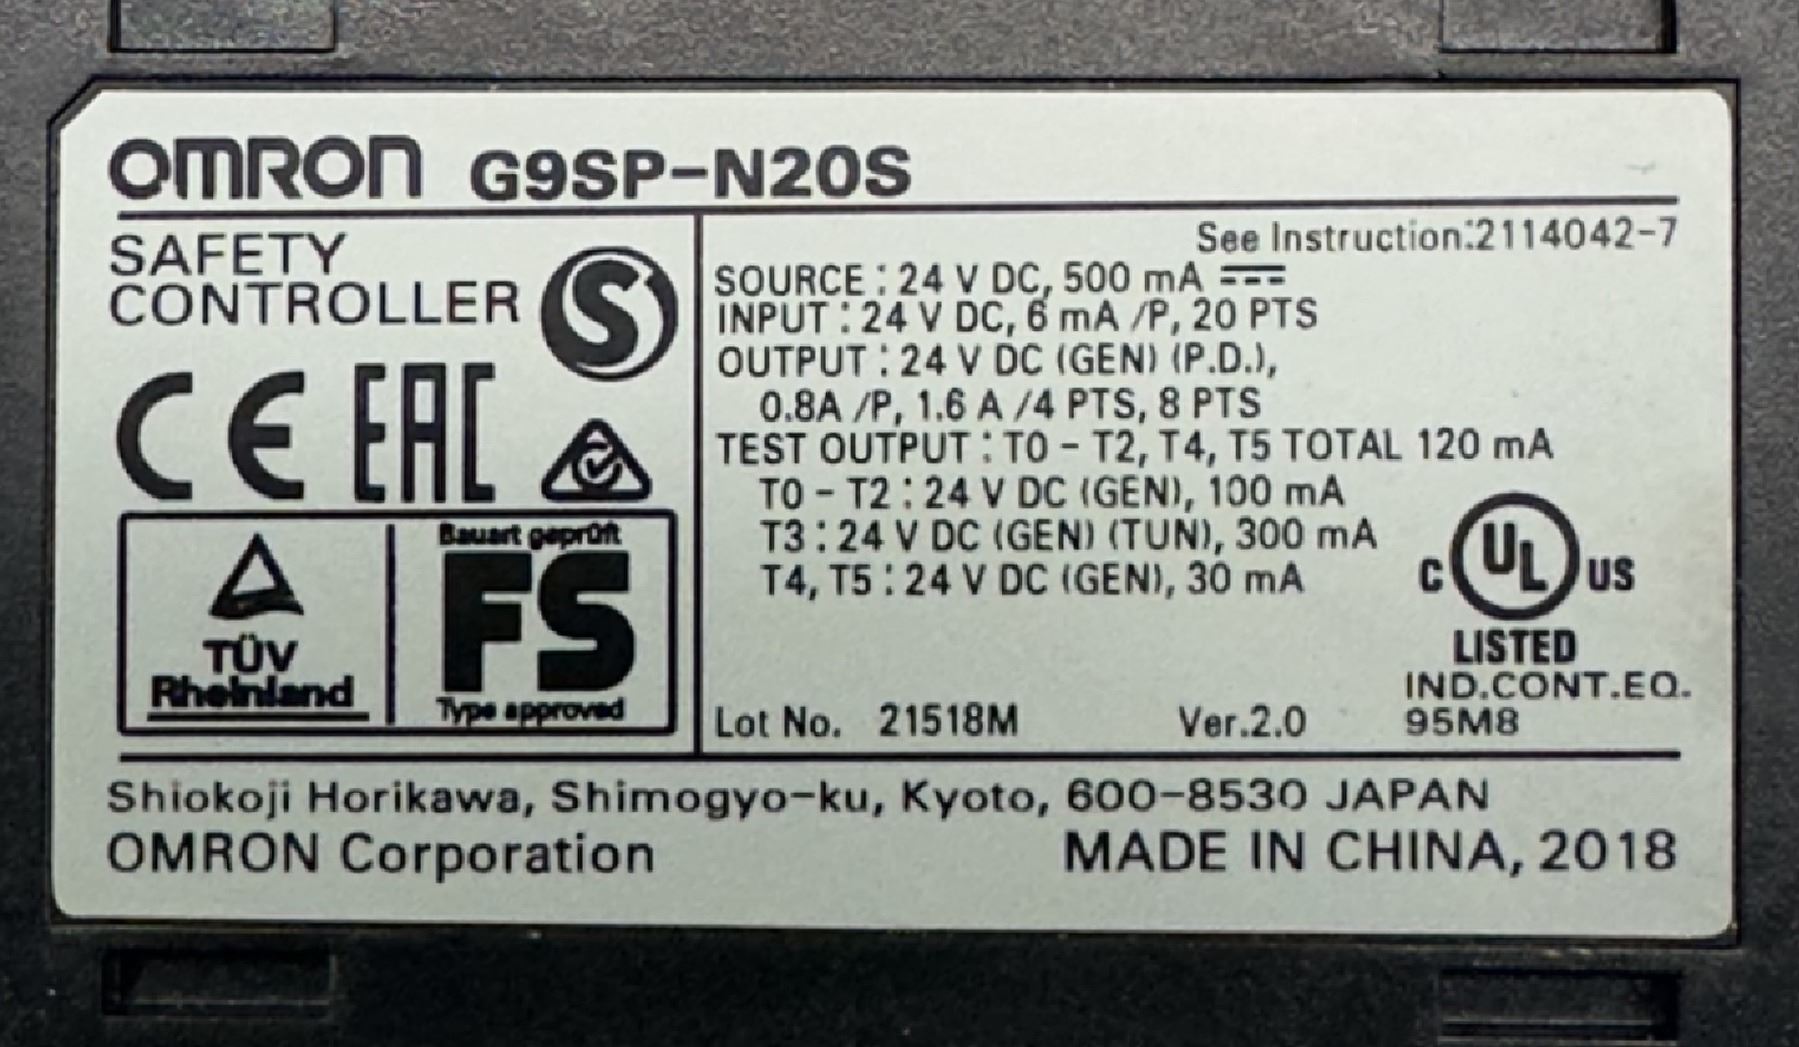 OMRON G9SP-N20S
SAFETY
CONTROLLER
S
CE EAC
TÜV
Rheinland
Bauart geprüft
FS
Type approved
See Instruction:2114042-7
SOURCE : 24 V DC, 500 mA
INPUT : 24 V DC, 6 mA /P, 20 PTS
OUTPUT : 24 V DC (GEN) (P.D.),
0.8A /P, 1.6 A /4 PTS, 8 PTS
TEST OUTPUT : T0 - T2, T4, T5 TOTAL 120 mA
T0 - T2 : 24 V DC (GEN), 100 mA
T3 : 24 V DC (GEN) (TUN), 300 mA
T4, T5 : 24 V DC (GEN), 30 mA
C UL US
LISTED
IND.CONT.EQ.
95M8
Lot No. 21518M Ver.2.0
Shiokoji Horikawa, Shimogyo-ku, Kyoto, 600-8530 JAPAN
OMRON Corporation MADE IN CHINA, 2018